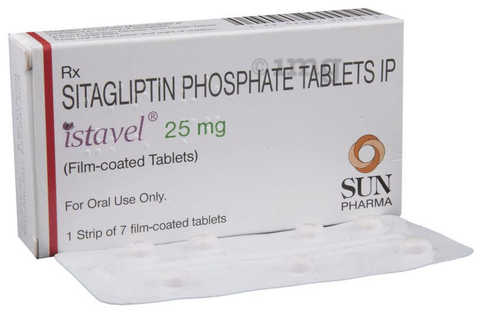 Rx
SITAGLIPTIN PHOSPHATE TABLETS IP
©1mg
istavel® 25 mg
(Film-coated Tablets)
For Oral Use Only.
1 Strip of 7 film-coated tablets
SUN
PHARMA